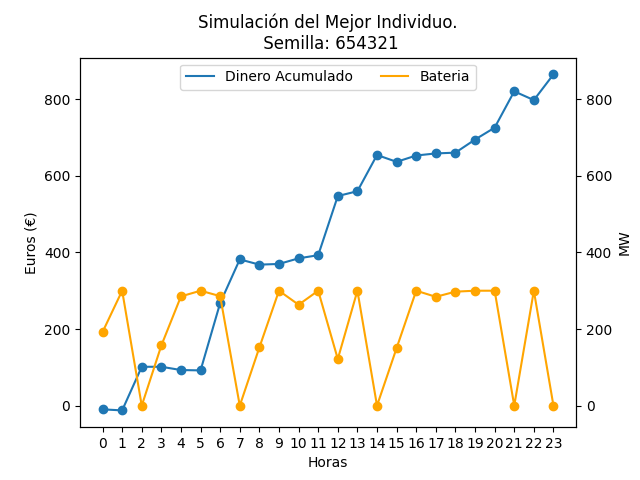 Simulación del Mejor Individuo.
Semilla: 654321
Dinero Acumulado Bateria
800 800
600 600
400 400
200 200
0 0
Euros (€)
MW
0 1 2 3 4 5 6 7 8 9 10 11 12 13 14 15 16 17 18 19 20 21 22 23
Horas